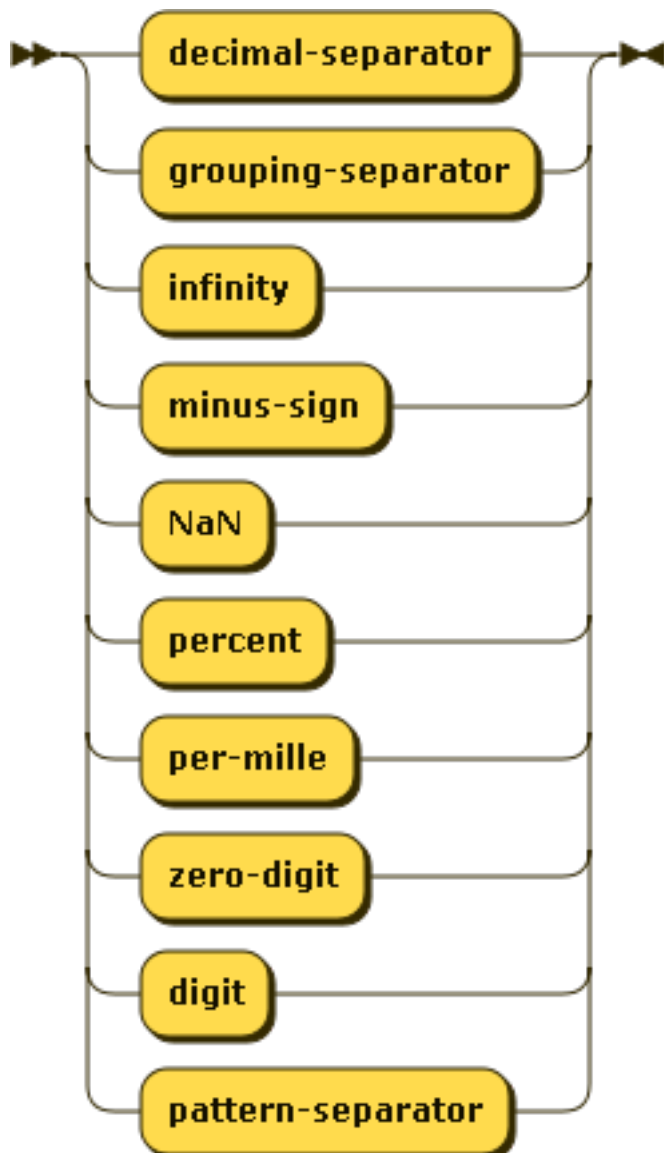 decimal-separator
grouping-separator
infinity
minus-sign
NaN
percent
per-mille
zero-digit
digit
pattern-separator